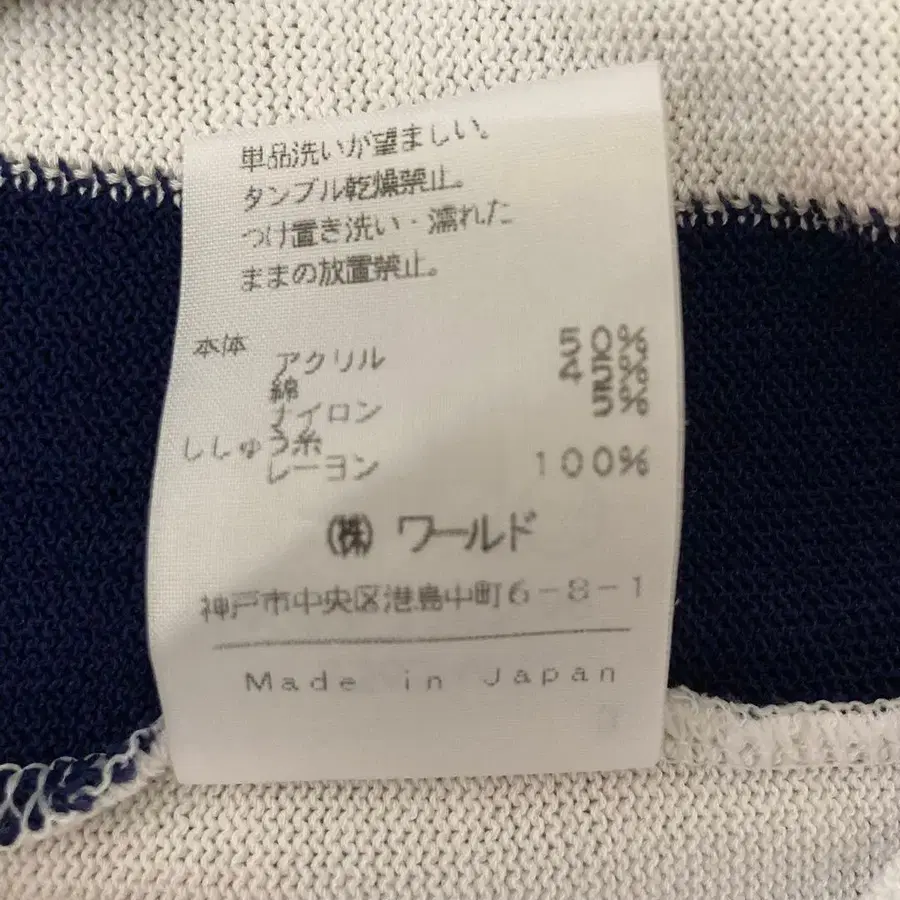 単品洗いが望ましい。
タンブル乾燥禁止。
つけ置き洗い・濡れた
ままの放置禁止。
本体
アクリル 50%
綿 45%
ナイロン 5%
ししゅう糸
レーヨン 100%
㈱ ワールド
神戸市中央区港島中町6-8-1
Made in Japan